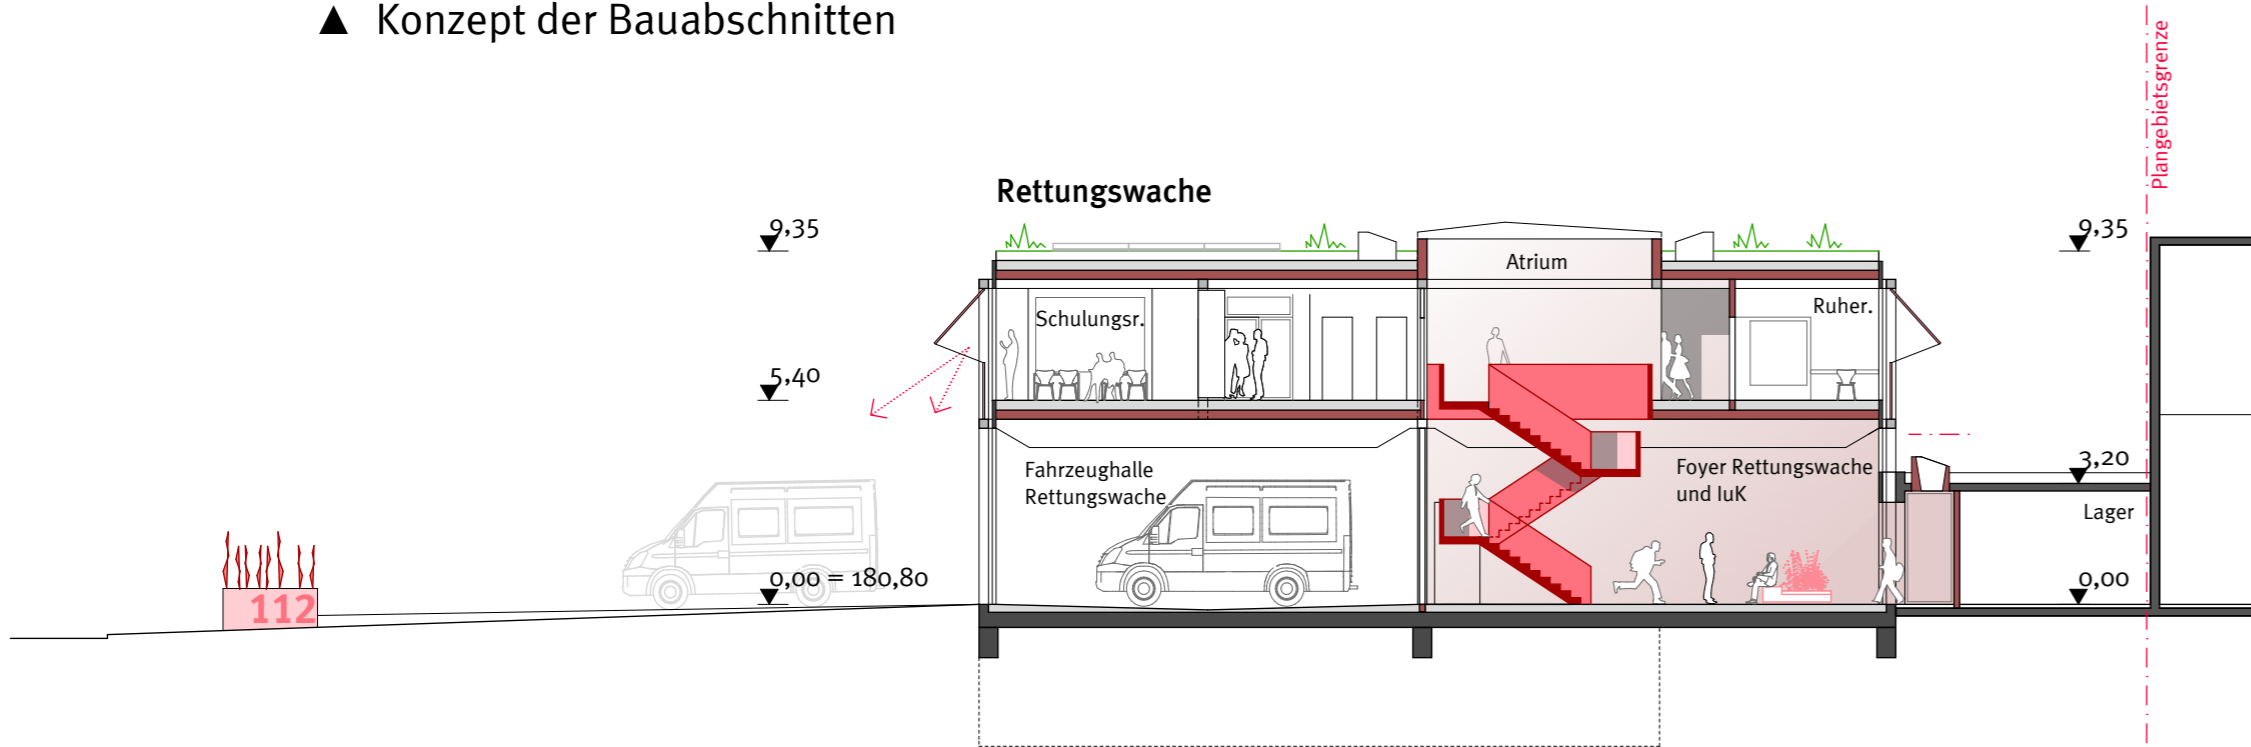 ▲ Konzept der Bauabschnitten
Plangebietsgrenze
Rettungswache
9,35
9,35
Atrium
Schulungsr.
Ruher.
5,40
Fahrzeughalle
Rettungswache
Foyer Rettungswache
und IuK
3,20
Lager
0,00 = 180,80
0,00
112